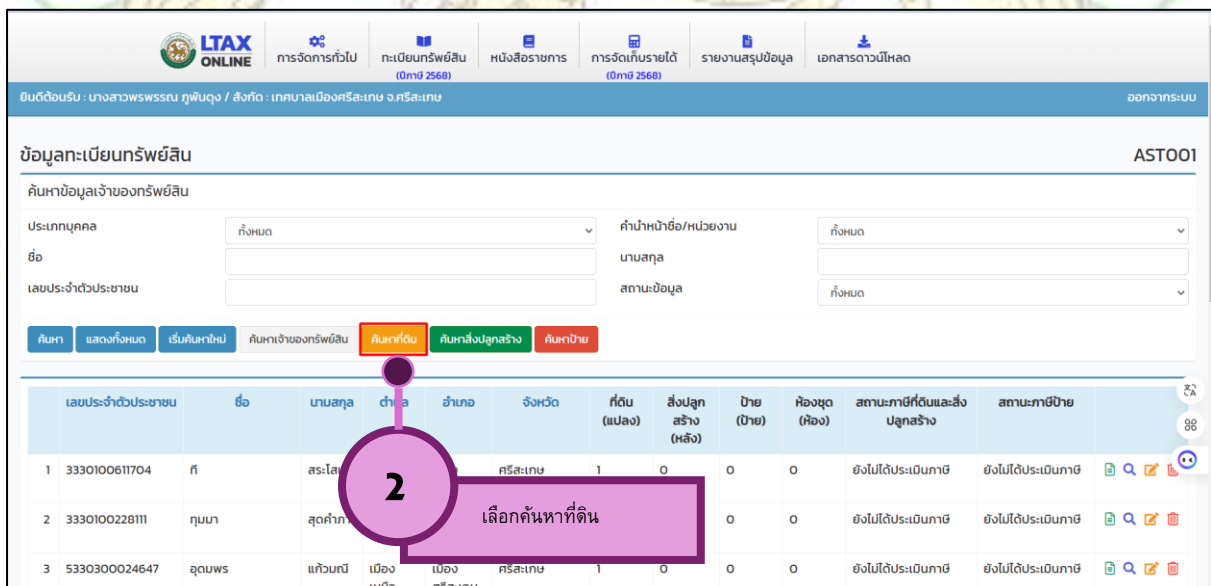 LTAX
ONLINE
การจัดการทั่วไป
ทะเบียนทรัพย์สิน
(ปีภาษี 2568)
หนังสือราชการ
การจัดเก็บรายได้
(ปีภาษี 2568)
รายงานสรุปข้อมูล
เอกสารดาวน์โหลด
ยินดีต้อนรับ : นางสาวพรพรรณ ภูพันดุง / สังกัด : เทศบาลเมืองศรีสะเกษ จ.ศรีสะเกษ ออกจากระบบ
ข้อมูลทะเบียนทรัพย์สิน AST001
ค้นหาข้อมูลเจ้าของทรัพย์สิน
ประเภทบุคคล ทั้งหมด คำนำหน้าชื่อ/หน่วยงาน ทั้งหมด
ชื่อ นามสกุล
เลขประจำตัวประชาชน สถานะข้อมูล ทั้งหมด
ค้นหา แสดงทั้งหมด เริ่มค้นหาใหม่ ค้นหาเจ้าของทรัพย์สิน ค้นหาที่ดิน ค้นหาสิ่งปลูกสร้าง ค้นหาป้าย
เลขประจำตัวประชาชน ชื่อ นามสกุล อำเภอ จังหวัด ที่ดิน (แปลง) สิ่งปลูกสร้าง (หลัง) ป้าย (ป้าย) ห้องชุด (ห้อง) สถานะภาษีที่ดินและสิ่งปลูกสร้าง สถานะภาษีป้าย
1 3330100611704 ที ศรีสะเกษ 1 0 0 0 ยังไม่ได้ประเมินภาษี ยังไม่ได้ประเมินภาษี
2 3330100228111 ทุมมา 0 0 ยังไม่ได้ประเมินภาษี ยังไม่ได้ประเมินภาษี
3 5330300024647 อุดมพร แก้วมณี เมือง เมือง ศรีสะเกษ 1 0 0 0 ยังไม่ได้ประเมินภาษี ยังไม่ได้ประเมินภาษี
2
เลือกค้นหาที่ดิน